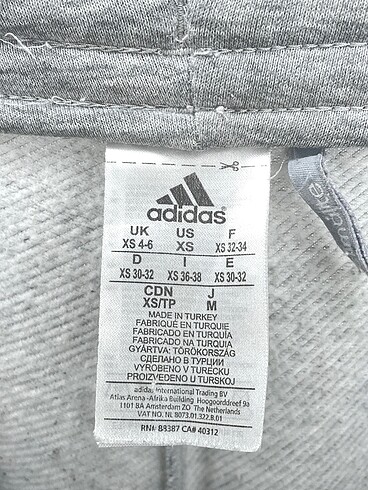 adidas
UK US F
XS 4-6 XS XS 32-34
D I E
XS 30-32 XS 36-38 XS 30-32
CDN J
XS/TP M
MADE IN TURKEY
FABRIQUÉ EN TURQUIE
FABRICADO EN TURQUÍA
FABRICADO NA TURQUIA
GYÁRTVA: TÖRÖKORSZÁG
СДЕЛАНО В ТУРЦИИ
VYROBENO V TURECKU
PROIZVEDENO U TURSKOJ
adidas International Trading BV
Atlas Arena-Afrika Building Hoogoorddreef 9a
1101 BA Amsterdam ZO The Netherlands
VAT NO. NL 8073.01.322.B.01
RN# 88387 CA# 40312